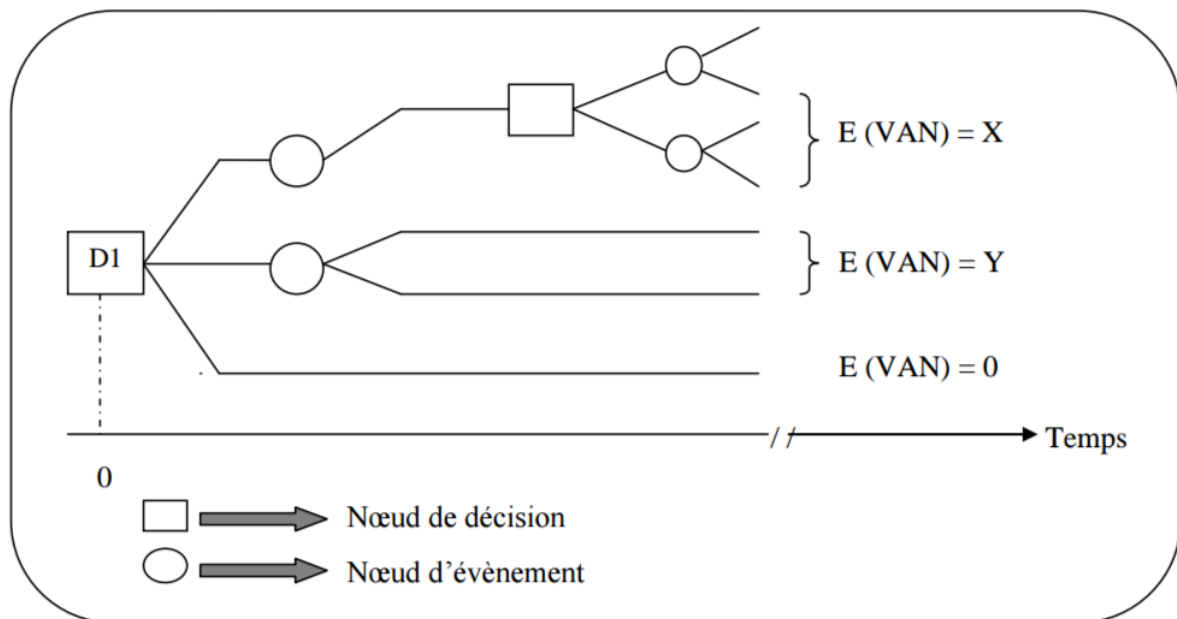 E (VAN) = X
D1
E (VAN) = Y
E (VAN) = 0
Temps
0
Nœud de décision
Nœud d’évènement